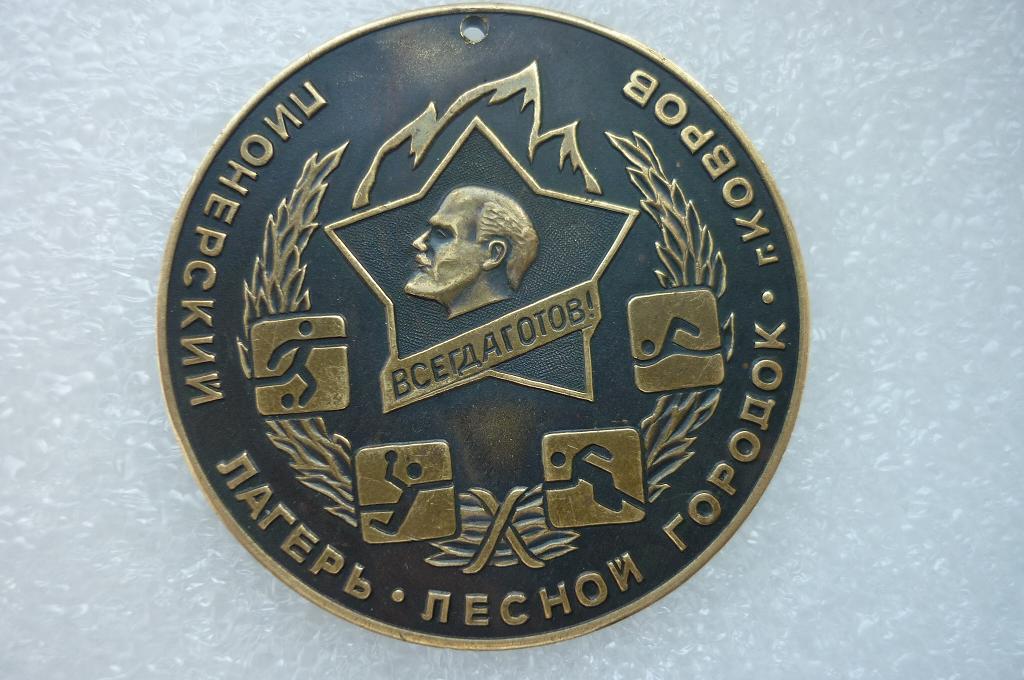 ПИОНЕРСКИЙ ЛАГЕРЬ • ЛЕСНОЙ ГОРОДОК • г. КОВРОВ
ВСЕГДА ГОТОВ!